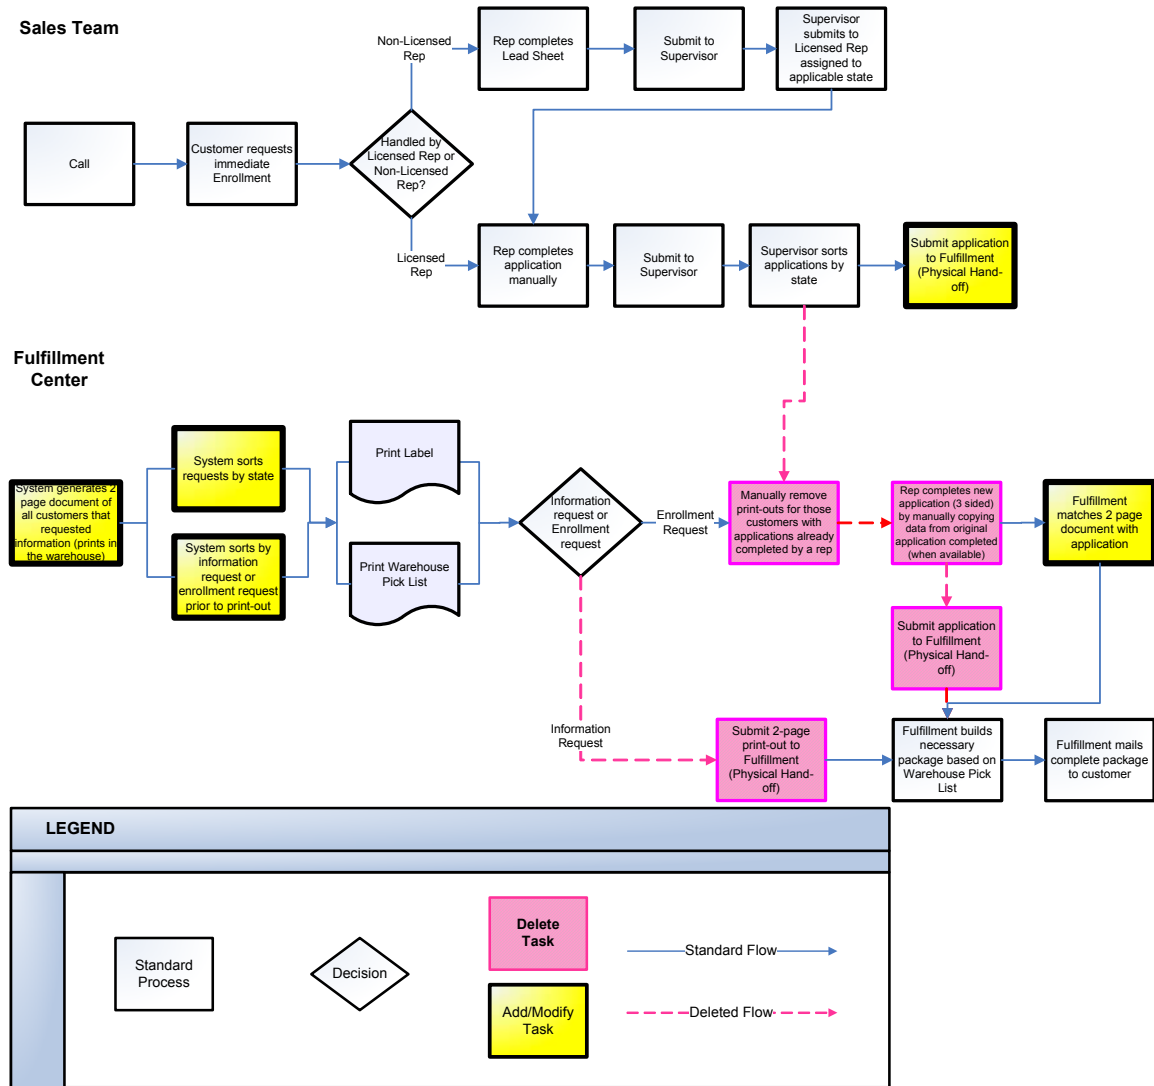 Sales Team
Non-Licensed
Rep
Rep completes
Lead Sheet
Submit to
Supervisor
Supervisor
submits to
Licensed Rep
assigned to
applicable state
Call
Customer requests
immediate
Enrollment
Handled by
Licensed Rep or
Non-Licensed
Rep?
Licensed
Rep
Rep completes
application
manually
Submit to
Supervisor
Supervisor sorts
applications by
state
Submit application
to Fulfillment
(Physical Hand-
off)
Fulfillment
Center
System generates 2
page document of
all customers that
requested
information (prints in
the warehouse)
System sorts
requests by state
System sorts by
information
request or
enrollment request
prior to print-out
Print Label
Print Warehouse
Pick List
Information
request or
Enrollment
request
Enrollment
Request
Manually remove
print-outs for those
customers with
applications already
completed by a rep
Rep completes new
application (3 sided)
by manually copying
data from original
application completed
(when available)
Fulfillment
matches 2 page
document with
application
Submit application
to Fulfillment
(Physical Hand-
off)
Information
Request
Submit 2-page
print-out to
Fulfillment
(Physical Hand-
off)
Fulfillment builds
necessary
package based on
Warehouse Pick
List
Fulfillment mails
complete package
to customer
LEGEND
Standard
Process
Decision
Delete
Task
Add/Modify
Task
Standard Flow
Deleted Flow